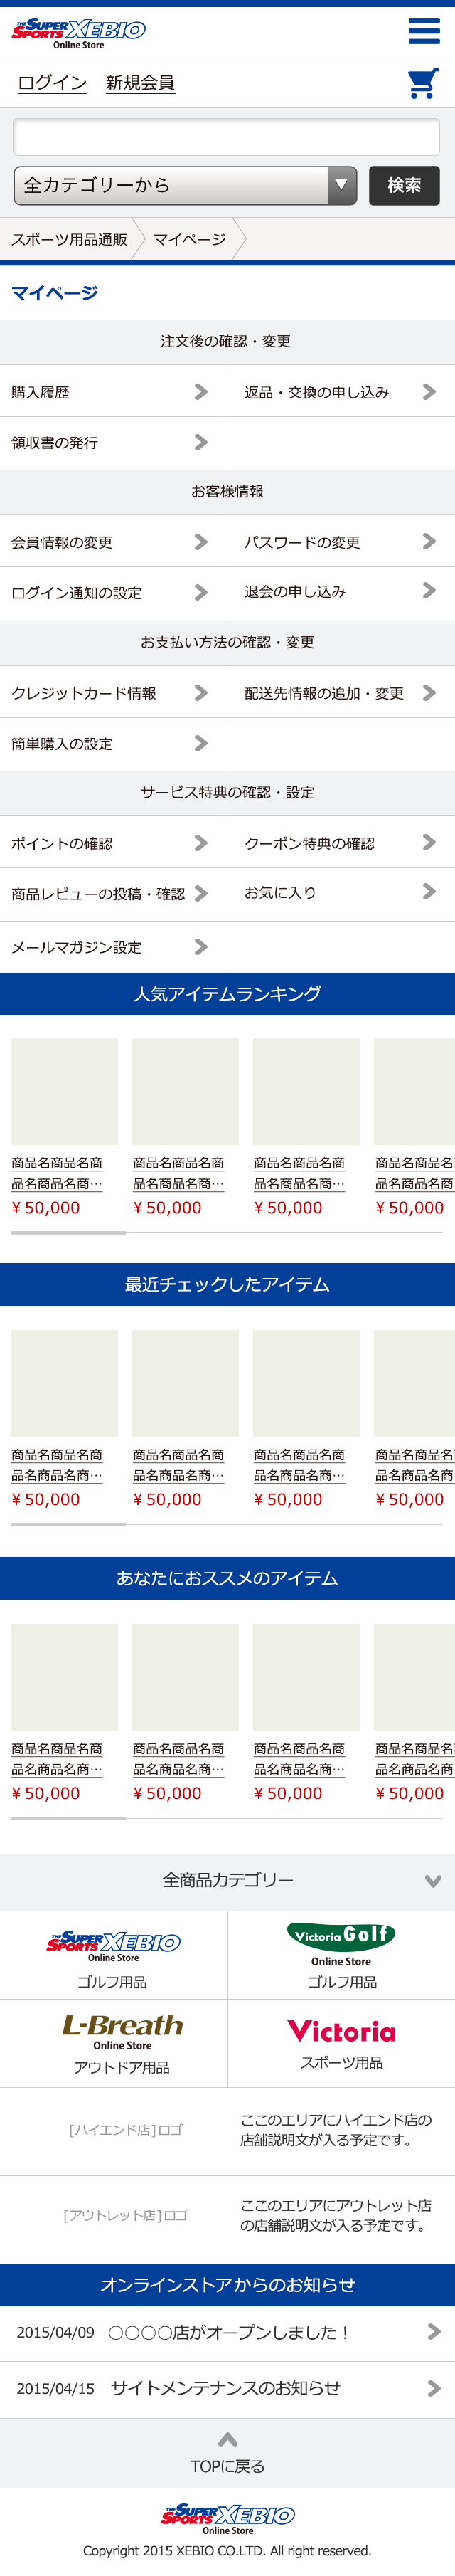 THE SUPER SPORTS XEBIO
Online Store
ログイン 新規会員
全カテゴリーから ▼ 検索
スポーツ用品通販 マイページ
マイページ
注文後の確認・変更
購入履歴 返品・交換の申し込み
領収書の発行
お客様情報
会員情報の変更 パスワードの変更
ログイン通知の設定 退会の申し込み
お支払い方法の確認・変更
クレジットカード情報 配送先情報の追加・変更
簡単購入の設定
サービス特典の確認・設定
ポイントの確認 クーポン特典の確認
商品レビューの投稿・確認 お気に入り
メールマガジン設定
人気アイテムランキング
商品名商品名商 商品名商品名商 商品名商品名商 商品名商品名
品名商品名商… 品名商品名商… 品名商品名商… 品名商品名商
¥50,000 ¥50,000 ¥50,000 ¥50,000
最近チェックしたアイテム
商品名商品名商 商品名商品名商 商品名商品名商 商品名商品名
品名商品名商… 品名商品名商… 品名商品名商… 品名商品名商
¥50,000 ¥50,000 ¥50,000 ¥50,000
あなたにおススメのアイテム
商品名商品名商 商品名商品名商 商品名商品名商 商品名商品名
品名商品名商… 品名商品名商… 品名商品名商… 品名商品名商
¥50,000 ¥50,000 ¥50,000 ¥50,000
全商品カテゴリー
THE SUPER SPORTS XEBIO
Online Store
ゴルフ用品
Victoria Golf
Online Store
ゴルフ用品
L-Breath
Online Store
アウトドア用品
Victoria
スポーツ用品
[ハイエンド店]ロゴ
ここのエリアにハイエンド店の
店舗説明文が入る予定です。
[アウトレット店]ロゴ
ここのエリアにアウトレット店
の店舗説明文が入る予定です。
オンラインストアからのお知らせ
2015/04/09 〇〇〇〇店がオープンしました！
2015/04/15 サイトメンテナンスのお知らせ
TOPに戻る
THE SUPER SPORTS XEBIO
Online Store
Copyright 2015 XEBIO CO.LTD. All right reserved.